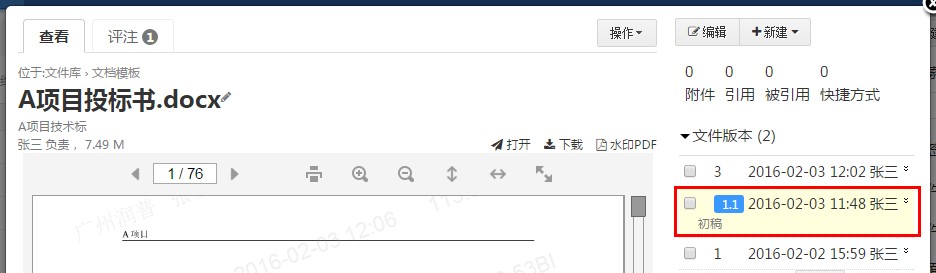 查看 评注 1 操作
位于:文件库 › 文档模板
A项目投标书.docx
A项目技术标
张三 负责 , 7.49 M
打开 下载 水印PDF
1 / 76
广州润普
2016-02-03 12:06
A 项目
编辑 新建
0 0 0 0
附件 引用 被引用 快捷方式
文件版本 (2)
3 2016-02-03 12:02 张三
1.1 2016-02-03 11:48 张三
初稿
1 2016-02-02 15:59 张三